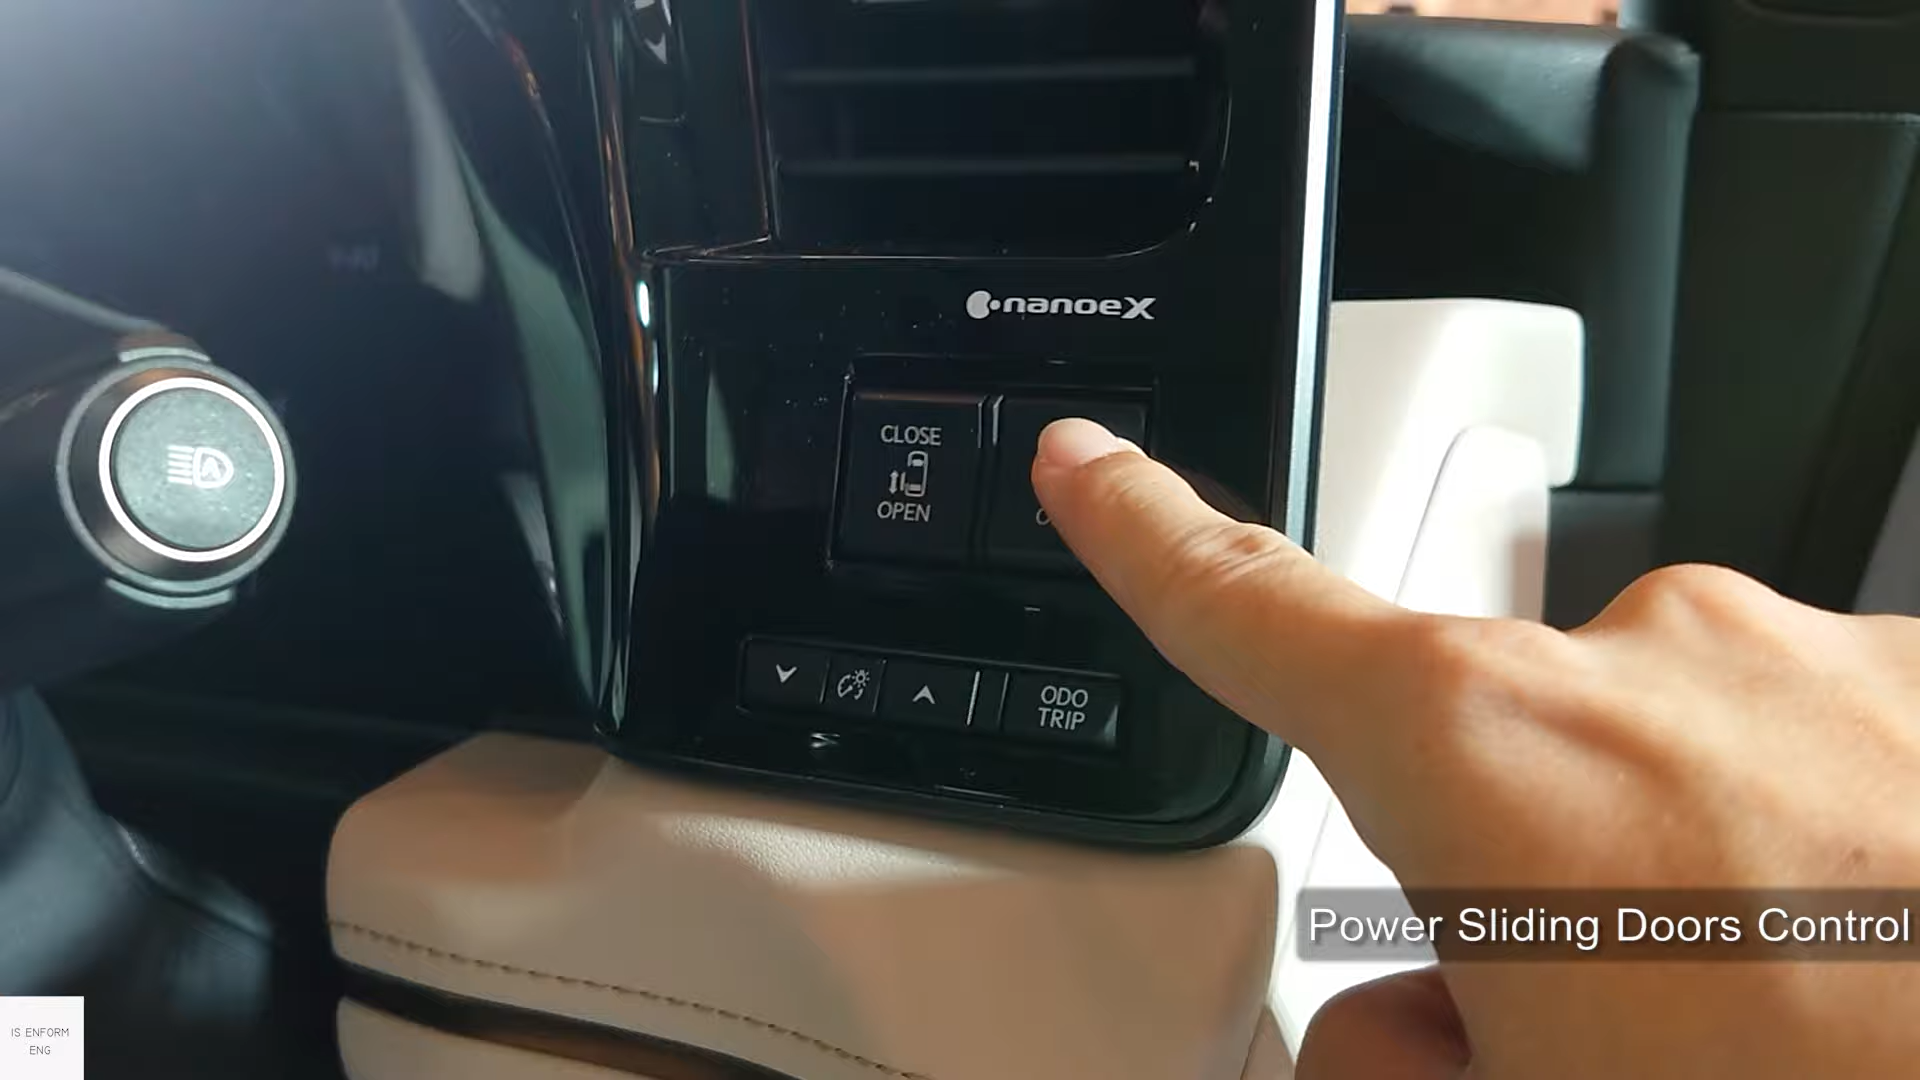 nanoeX
CLOSE
OPEN
ODO
TRIP
Power Sliding Doors Control
IS ENFORM
ENG